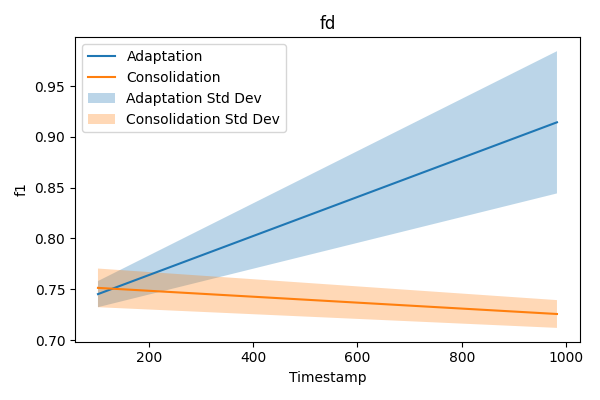 fd
Adaptation
Consolidation
Adaptation Std Dev
Consolidation Std Dev
f1
0.95
0.90
0.85
0.80
0.75
0.70
200 400 600 800 1000
Timestamp